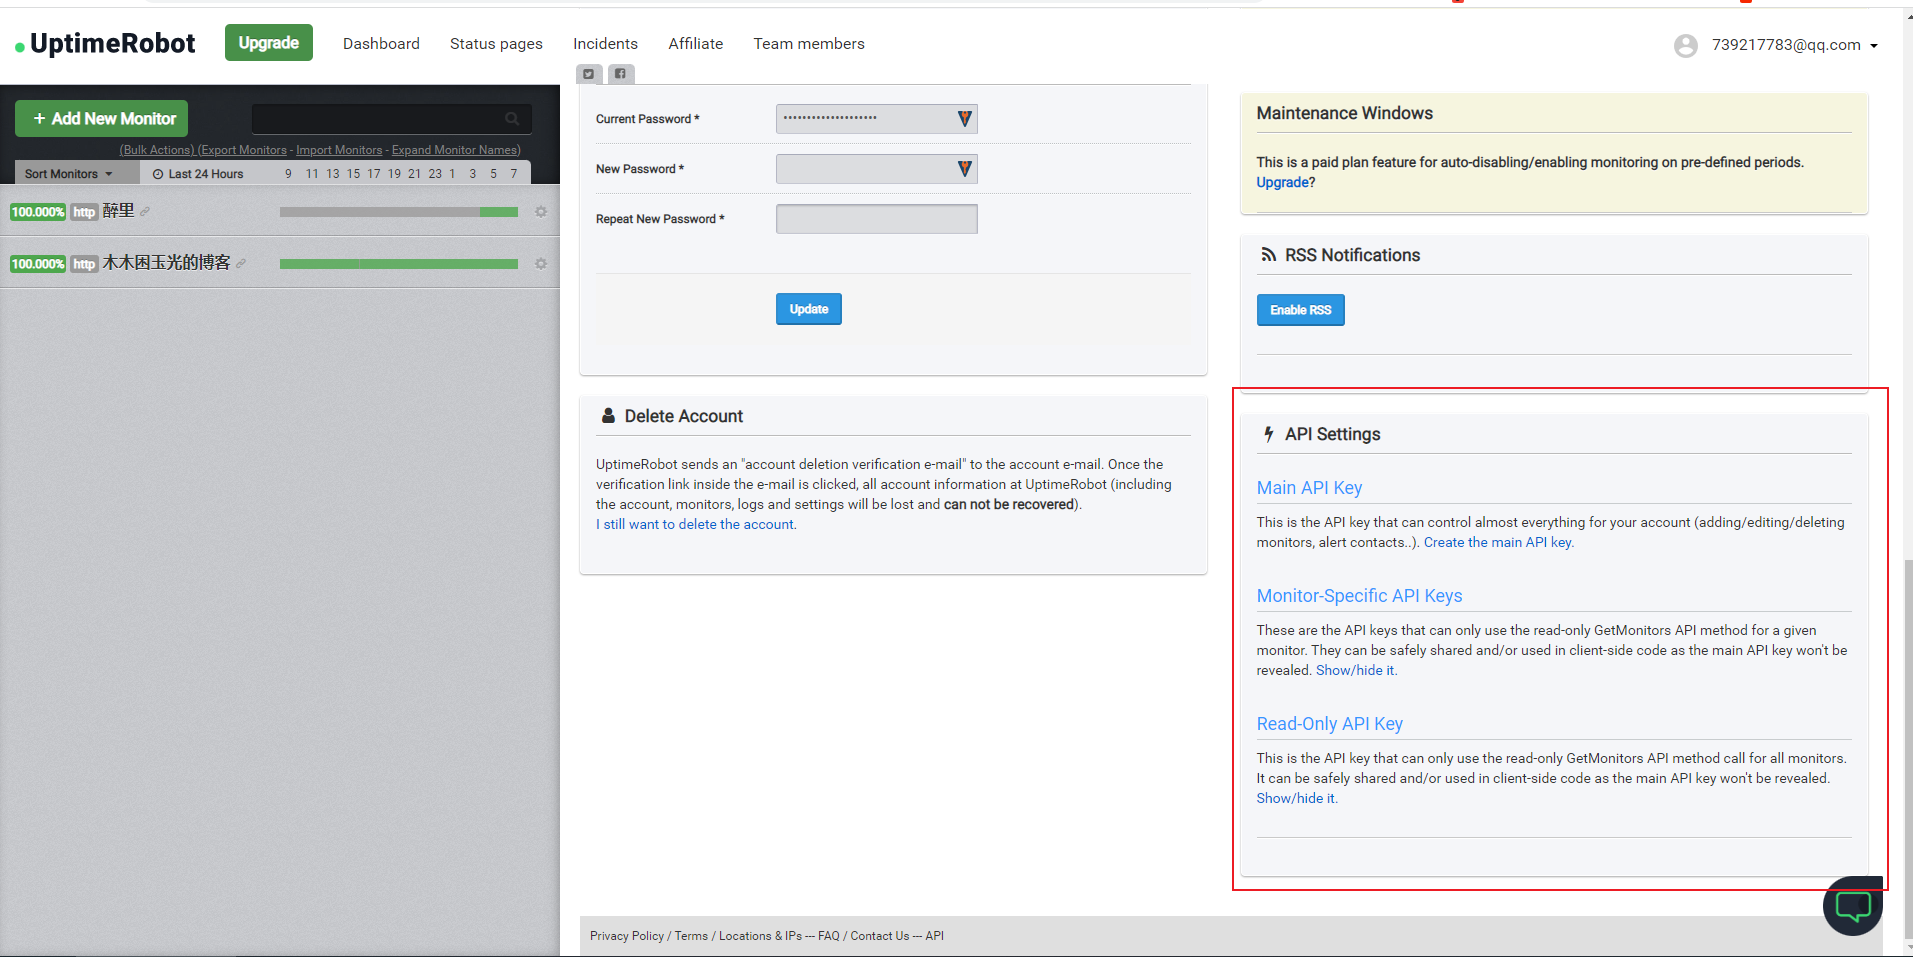 UptimeRobot
Upgrade
Dashboard
Status pages
Incidents
Affiliate
Team members
739217783@qq.com
+ Add New Monitor
(Bulk Actions) (Export Monitors - Import Monitors - Expand Monitor Names)
Sort Monitors
Last 24 Hours
9 11 13 15 17 19 21 23 1 3 5 7
100.000% http 醉里
100.000% http 木木困玉光的博客
Current Password *
••••••••••••••••••••
New Password *
Repeat New Password *
Update
Delete Account
UptimeRobot sends an "account deletion verification e-mail" to the account e-mail. Once the
verification link inside the e-mail is clicked, all account information at UptimeRobot (including
the account, monitors, logs and settings will be lost and can not be recovered).
I still want to delete the account.
Maintenance Windows
This is a paid plan feature for auto-disabling/enabling monitoring on pre-defined periods.
Upgrade?
RSS Notifications
Enable RSS
API Settings
Main API Key
This is the API key that can control almost everything for your account (adding/editing/deleting
monitors, alert contacts..). Create the main API key.
Monitor-Specific API Keys
These are the API keys that can only use the read-only GetMonitors API method for a given
monitor. They can be safely shared and/or used in client-side code as the main API key won't be
revealed. Show/hide it.
Read-Only API Key
This is the API key that can only use the read-only GetMonitors API method call for all monitors.
It can be safely shared and/or used in client-side code as the main API key won't be revealed.
Show/hide it.
Privacy Policy / Terms / Locations & IPs --- FAQ / Contact Us --- API